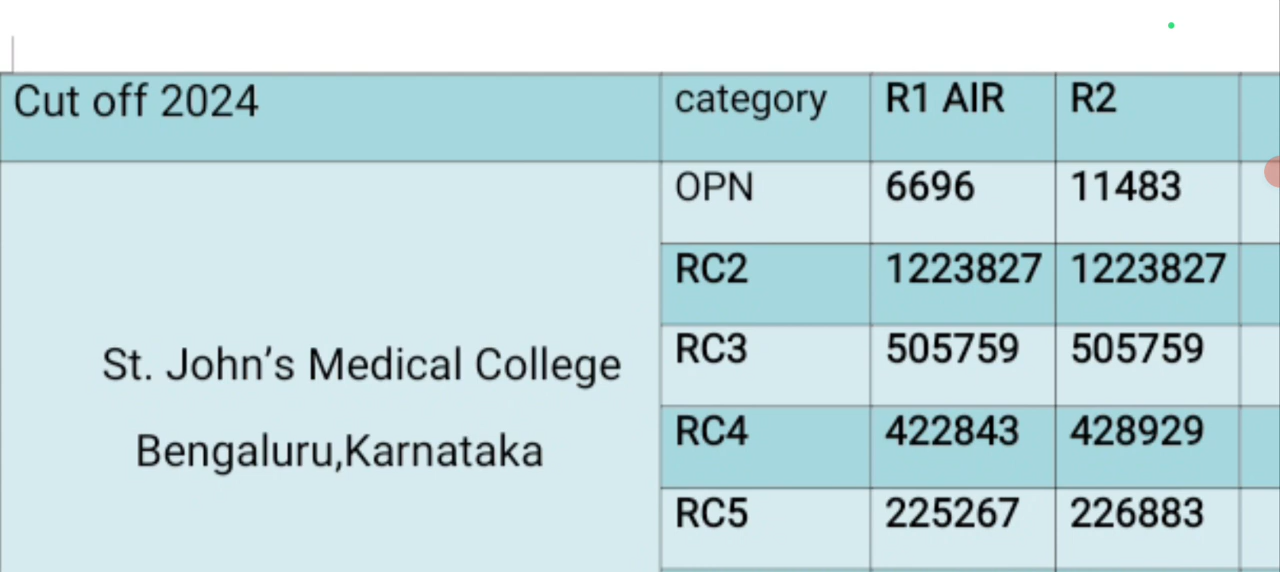 Cut off 2024 category R1 AIR R2
OPN 6696 11483
RC2 1223827 1223827
RC3 505759 505759
St. John’s Medical College
Bengaluru,Karnataka
RC4 422843 428929
RC5 225267 226883